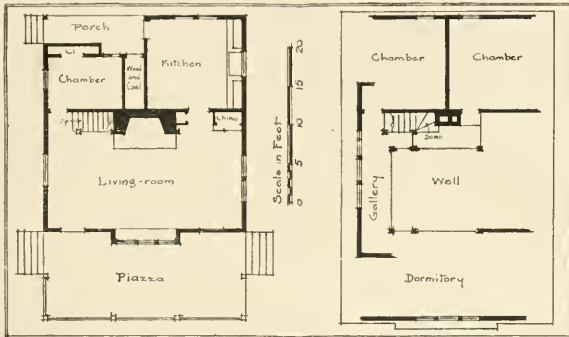 Porch
Cl
Chamber
Wood
and
Coal
Kitchen
Up
China
Living-room
Piazza
Scale in Feet
0
5
10
15
20
Chamber
Chamber
Down
Gallery
Well
Dormitory